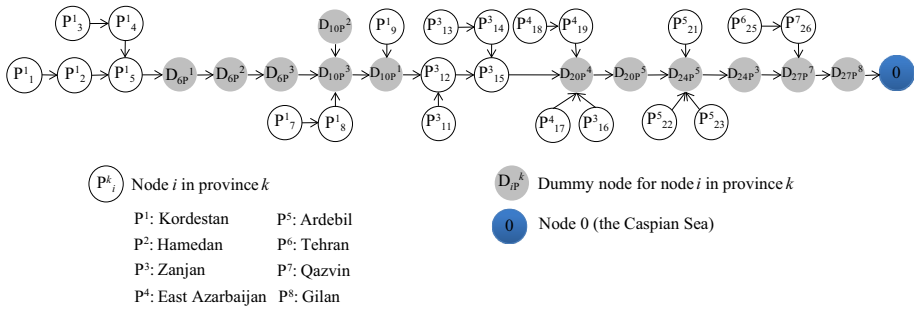 P¹₃ P¹₄ D₁₀P² P¹₉ P³₁₃ P³₁₄ P⁴₁₈ P⁴₁₉ P⁵₂₁ P⁶₂₅ P⁷₂₆
P¹₁ P¹₂ P¹₅ D₆P¹ D₆P² D₆P³ D₁₀P³ D₁₀P¹ P³₁₂ P³₁₅ D₂₀P⁴ D₂₀P⁵ D₂₄P⁵ D₂₄P³ D₂₇P⁷ D₂₇P⁸ 0
P¹₇ P¹₈ P³₁₁ P⁴₁₇ P³₁₆ P⁵₂₂ P⁵₂₃
Pᵏᵢ Node i in province k
DᵢPᵏ Dummy node for node i in province k
P¹: Kordestan P⁵: Ardebil
0 Node 0 (the Caspian Sea)
P²: Hamedan P⁶: Tehran
P³: Zanjan P⁷: Qazvin
P⁴: East Azarbaijan P⁸: Gilan